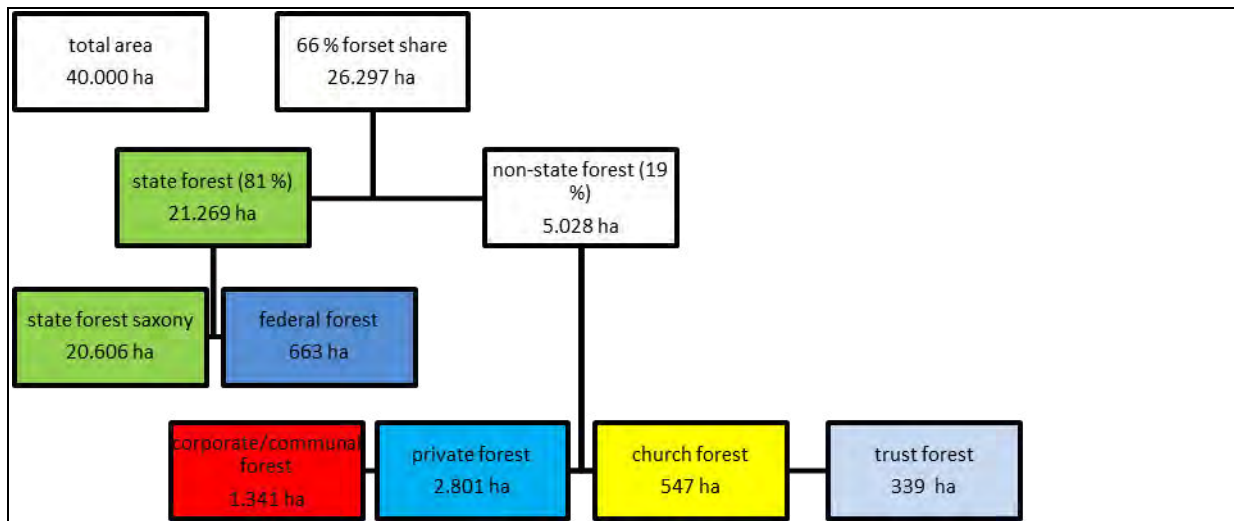 total area
40.000 ha
66 % forset share
26.297 ha
state forest (81 %)
21.269 ha
non-state forest (19
%)
5.028 ha
state forest saxony
20.606 ha
federal forest
663 ha
corporate/communal
forest
1.341 ha
private forest
2.801 ha
church forest
547 ha
trust forest
339 ha